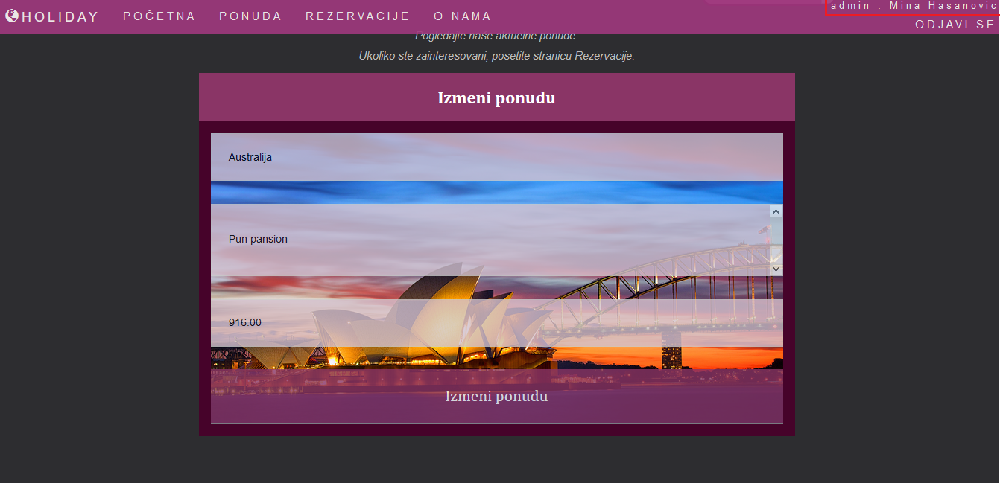 HOLIDAY POČETNA PONUDA REZERVACIJE O NAMA
admin : Mina Hasanovic
ODJAVI SE
Pogledajte naše aktuelne ponude.
Ukoliko ste zainteresovani, posetite stranicu Rezervacije.
Izmeni ponudu
Australija
Pun pansion
916.00
Izmeni ponudu